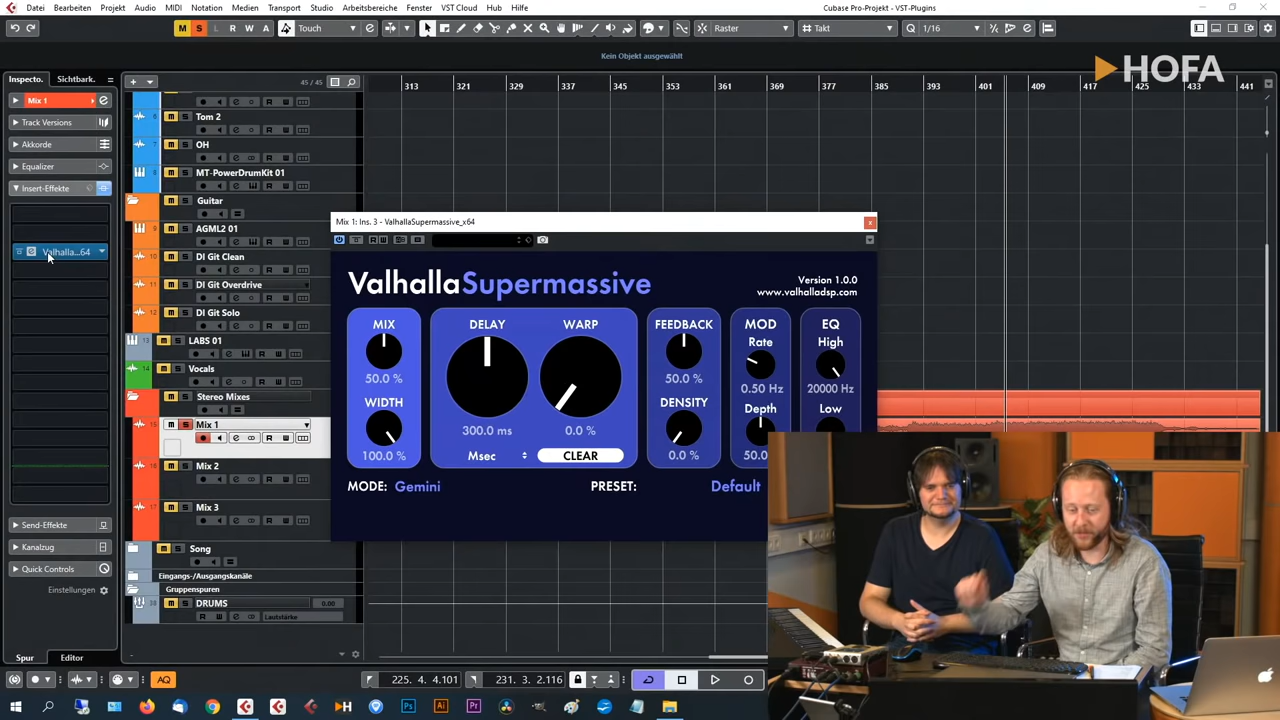 Datei Bearbeiten Projekt Audio MIDI Notation Medien Transport Studio Arbeitsbereiche Fenster VST Cloud Hub Hilfe
Cubase Pro-Projekt - VST-Plugins
M S L R W A Touch Raster Takt Q 1/16
Kein Objekt ausgewählt
HOFA
Inspecto. Sichtbark.
45 / 45
313 321 329 337 345 353 361 369 377 385 393 401 409 417 425 433 441
Mix 1
Track Versions
Akkorde
Equalizer
Insert-Effekte
Valhalla...64
Send-Effekte
Kanalzug
Quick Controls
Einstellungen
Spur Editor
Tom 2
OH
MT-PowerDrumKit 01
Guitar
AGML2 01
DI Git Clean
DI Git Overdrive
DI Git Solo
LABS 01
Vocals
Stereo Mixes
Mix 1
Mix 2
Mix 3
Song
Eingangs-/Ausgangskanäle
Gruppenspuren
DRUMS 0.00
Lautstärke
Mix 1: Ins. 3 - ValhallaSupermassive_x64
ValhallaSupermassive
Version 1.0.0
www.valhalladsp.com
MIX
50.0 %
WIDTH
100.0 %
DELAY
300.0 ms
Msec
WARP
0.0 %
CLEAR
FEEDBACK
50.0 %
DENSITY
0.0 %
MOD
Rate
0.50 Hz
Depth
50.0
EQ
High
20000 Hz
Low
MODE: Gemini
PRESET: Default
AQ
225. 4. 4.101
231. 3. 2.116